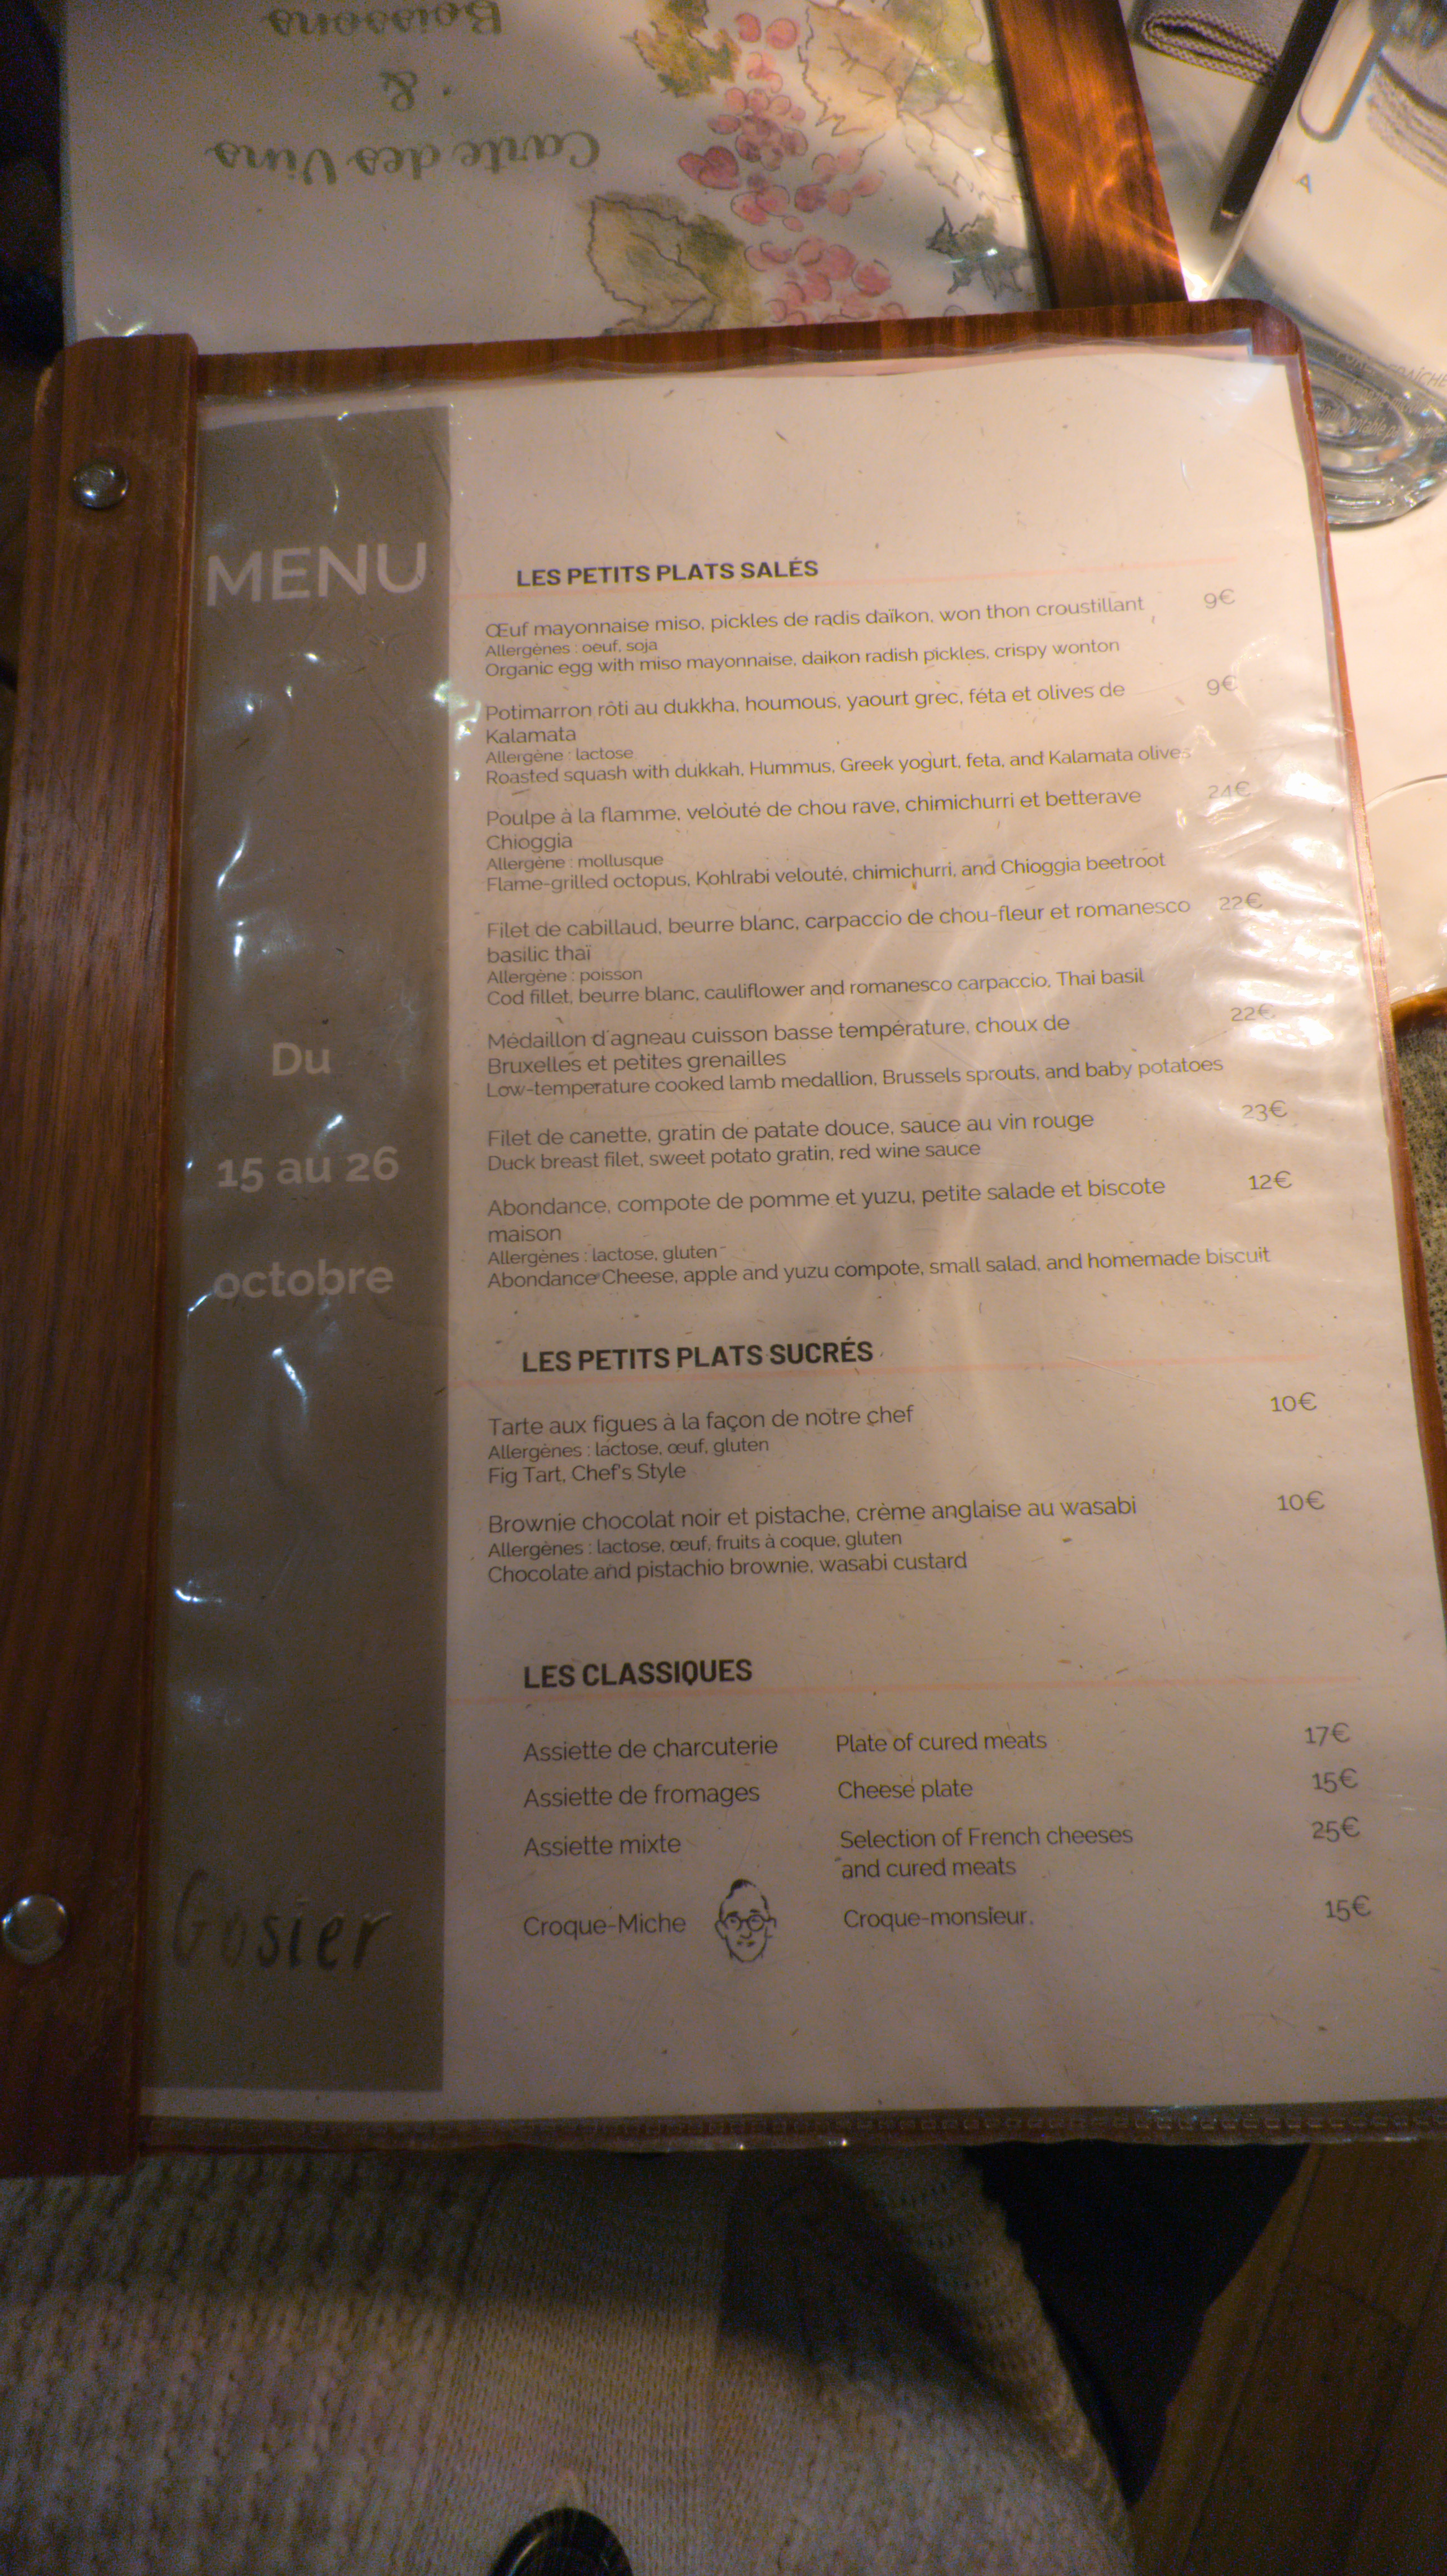 Carte des Vins
&
Boissons
MENU
Du
15 au 26
octobre
Gosier
LES PETITS PLATS SALÉS
Œuf mayonnaise miso, pickles de radis daïkon, won thon croustillant 9€
Allergènes : oeuf, soja
Organic egg with miso mayonnaise, daikon radish pickles, crispy wonton
Potimarron rôti au dukkha, houmous, yaourt grec, féta et olives de 9€
Kalamata
Allergène : lactose
Roasted squash with dukkah, Hummus, Greek yogurt, feta, and Kalamata olives
Poulpe à la flamme, velouté de chou rave, chimichurri et betterave 24€
Chioggia
Allergène : mollusque
Flame-grilled octopus, Kohlrabi velouté, chimichurri, and Chioggia beetroot
Filet de cabillaud, beurre blanc, carpaccio de chou-fleur et romanesco 22€
basilic thaï
Allergène : poisson
Cod fillet, beurre blanc, cauliflower and romanesco carpaccio, Thai basil
Médaillon d'agneau cuisson basse température, choux de 22€
Bruxelles et petites grenailles
Low-temperature cooked lamb medallion, Brussels sprouts, and baby potatoes
Filet de canette, gratin de patate douce, sauce au vin rouge 23€
Duck breast filet, sweet potato gratin, red wine sauce
Abondance, compote de pomme et yuzu, petite salade et biscote 12€
maison
Allergènes : lactose, gluten
Abondance Cheese, apple and yuzu compote, small salad, and homemade biscuit
LES PETITS PLATS SUCRÉS
Tarte aux figues à la façon de notre chef 10€
Allergènes : lactose, œuf, gluten
Fig Tart, Chef's Style
Brownie chocolat noir et pistache, crème anglaise au wasabi 10€
Allergènes : lactose, œuf, fruits à coque, gluten
Chocolate and pistachio brownie, wasabi custard
LES CLASSIQUES
Assiette de charcuterie Plate of cured meats 17€
Assiette de fromages Cheese plate 15€
Assiette mixte Selection of French cheeses 25€
and cured meats
Croque-Miche Croque-monsieur. 15€